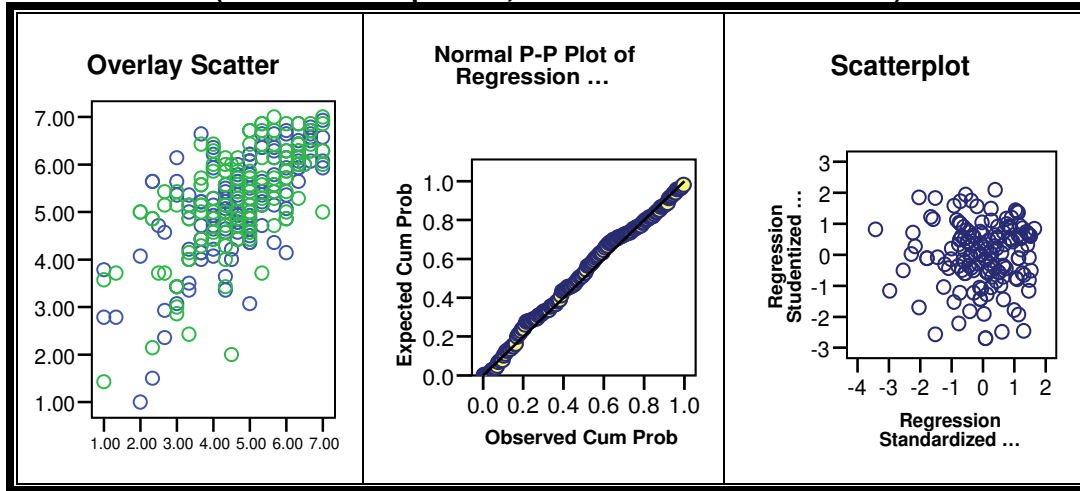 Overlay Scatter
7.00
6.00
5.00
4.00
3.00
2.00
1.00
1.00 2.00 3.00 4.00 5.00 6.00 7.00
Normal P-P Plot of
Regression ...
Expected Cum Prob
1.0
0.8
0.6
0.4
0.2
0.0
0.0 0.2 0.4 0.6 0.8 1.0
Observed Cum Prob
Scatterplot
Regression
Studentized ...
3
2
1
0
-1
-2
-3
-4 -3 -2 -1 0 1 2
Regression
Standardized ...